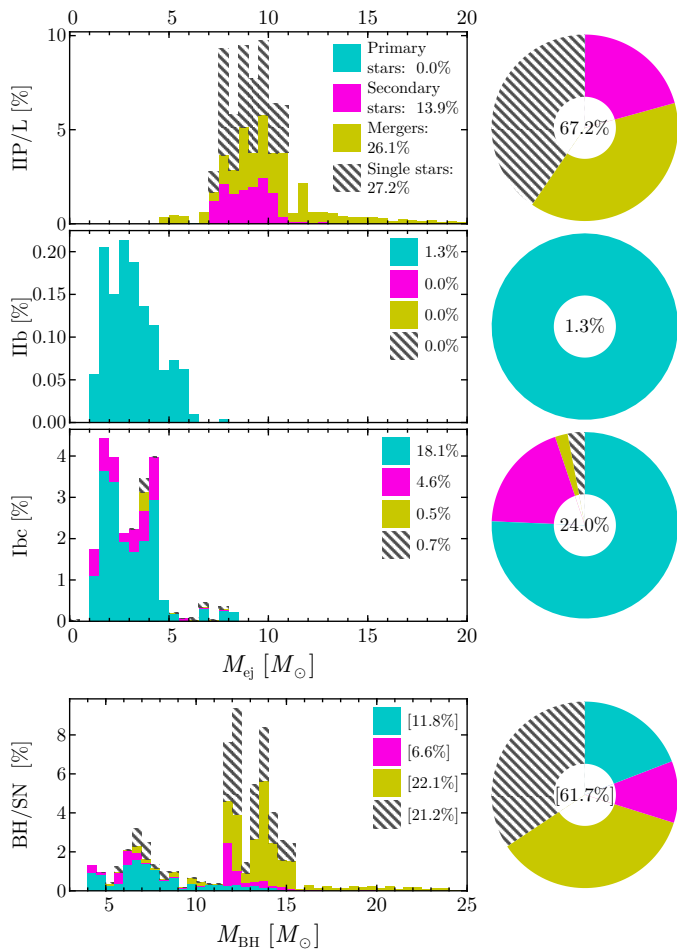 0 5 10 15 20
10
5
0
IIP/L [%]
Primary
stars: 0.0%
Secondary
stars: 13.9%
Mergers:
26.1%
Single stars:
27.2%
67.2%
0.20
0.15
0.10
0.05
0.00
IIb [%]
1.3%
0.0%
0.0%
0.0%
1.3%
4
3
2
1
0
Ibc [%]
18.1%
4.6%
0.5%
0.7%
24.0%
0 5 10 15 20
M_ej [M_⊙]
8
6
4
2
0
BH/SN [%]
[11.8%]
[6.6%]
[22.1%]
[21.2%]
[61.7%]
5 10 15 20 25
M_BH [M_⊙]